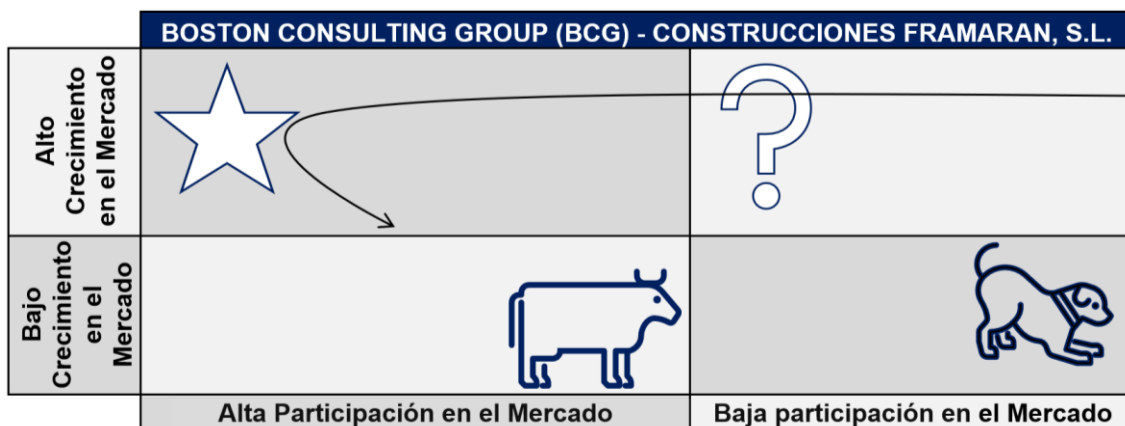 BOSTON CONSULTING GROUP (BCG) - CONSTRUCCIONES FRAMARAN, S.L.
Alto
Crecimiento
en el Mercado
Bajo
Crecimiento
en el
Mercado
Alta Participación en el Mercado
Baja participación en el Mercado